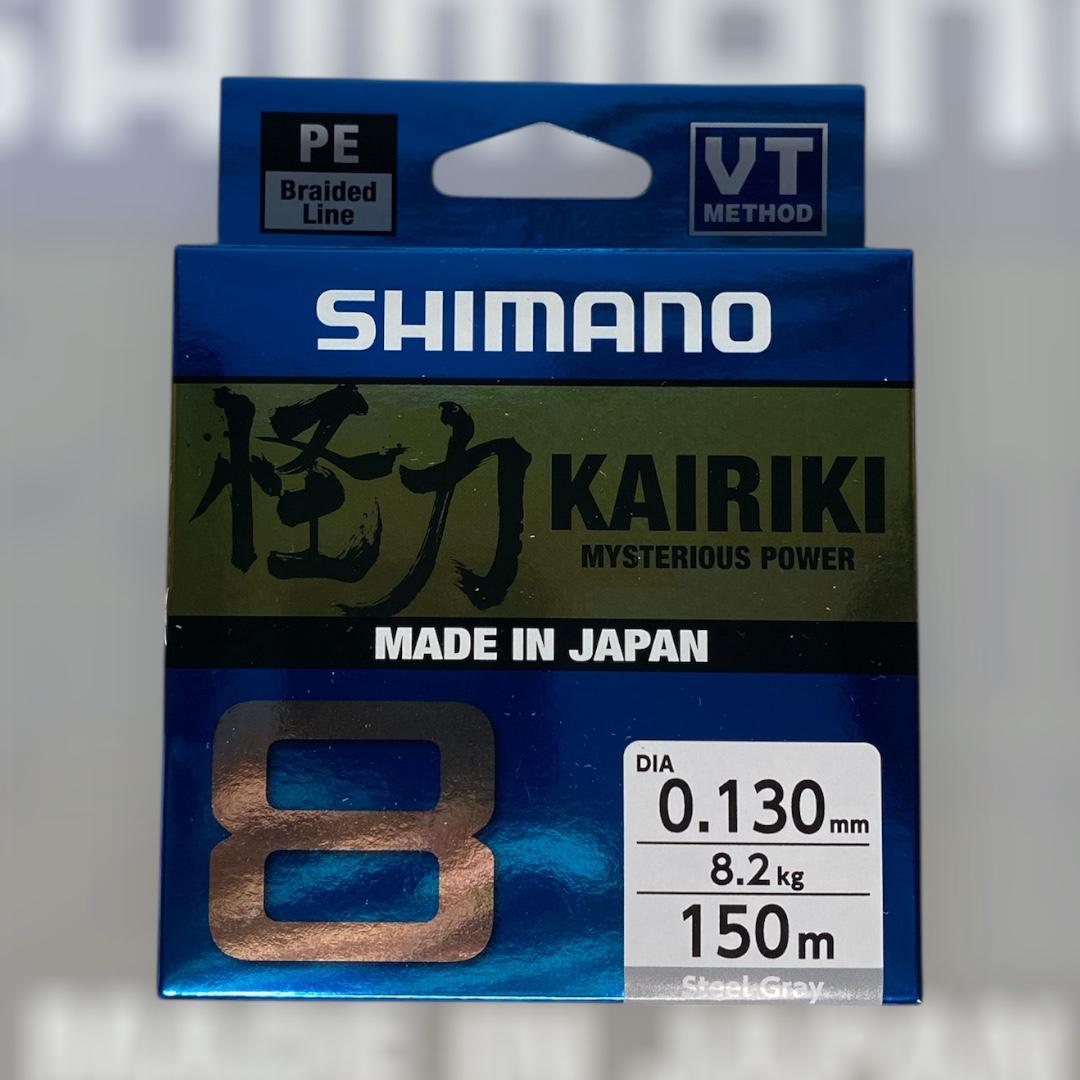 PE
Braided
Line
VT
METHOD
SHIMANO
怪力
KAIRIKI
MYSTERIOUS POWER
MADE IN JAPAN
8
DIA
0.130mm
8.2kg
150m
Steel Gray